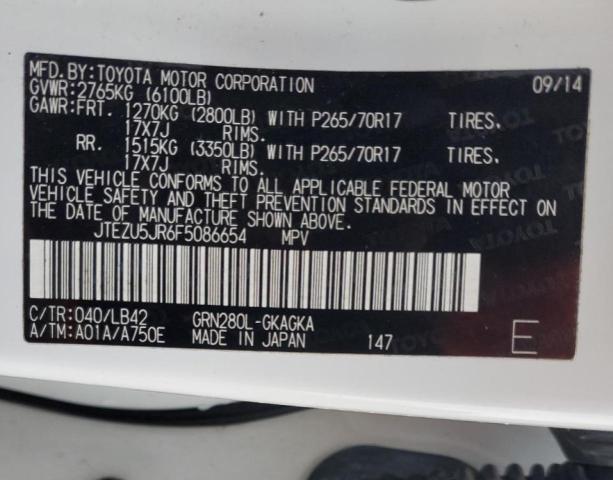 MFD.BY:TOYOTA MOTOR CORPORATION 09/14
GVWR:2765KG (6100LB)
GAWR:FRT. 1270KG (2800LB) WITH P265/70R17 TIRES.
17X7J RIMS.
RR. 1515KG (3350LB) WITH P265/70R17 TIRES.
17X7J RIMS.
THIS VEHICLE CONFORMS TO ALL APPLICABLE FEDERAL MOTOR
VEHICLE SAFETY AND THEFT PREVENTION STANDARDS IN EFFECT ON
THE DATE OF MANUFACTURE SHOWN ABOVE.
JTEZU5JR6F5086654 MPV
C/TR:040/LB42 GRN280L-GKAGKA
A/TM:A01A/A750E MADE IN JAPAN 147 E